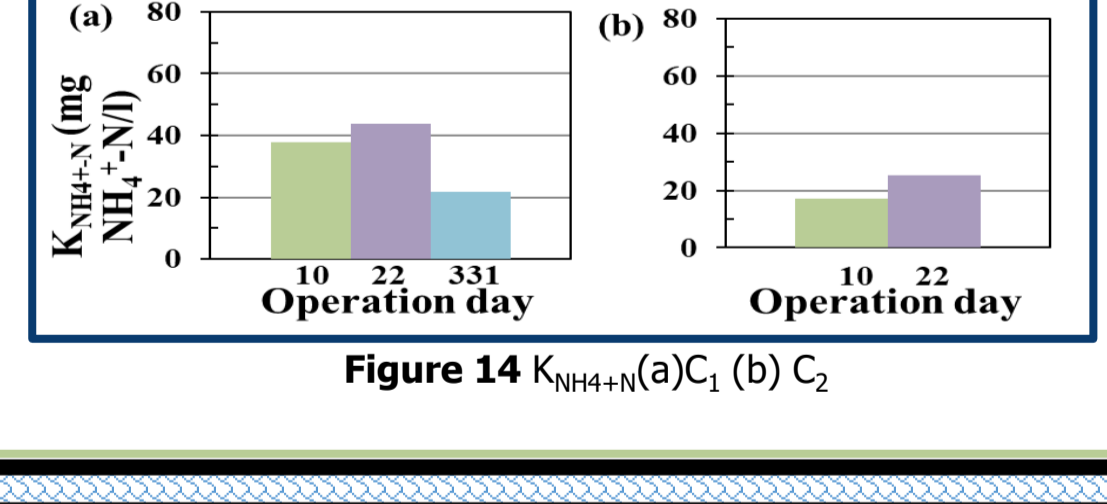 (a)
80
60
40
20
0
K_NH4+-N (mg
NH₄⁺-N/l)
10 22 331
Operation day
(b)
80
60
40
20
0
10 22
Operation day
Figure 14 K_NH4+N(a)C₁ (b) C₂